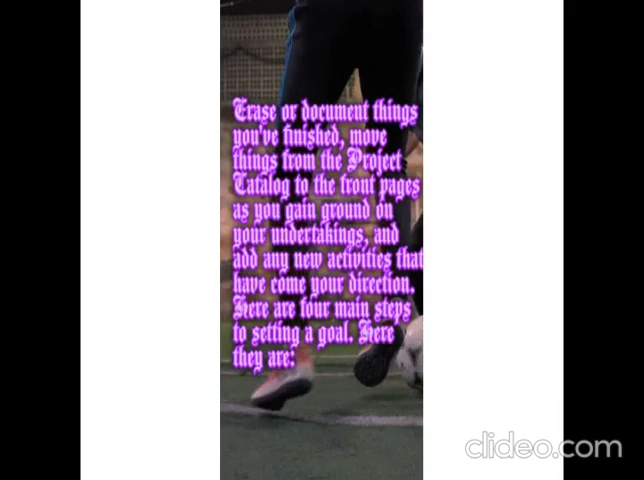 Erase or document things
you've finished, move
things from the Project
Catalog to the front pages
as you gain ground on
your undertakings, and
add any new activities that
have come your direction.
Here are four main steps
to setting a goal. Here
they are:
clideo.com